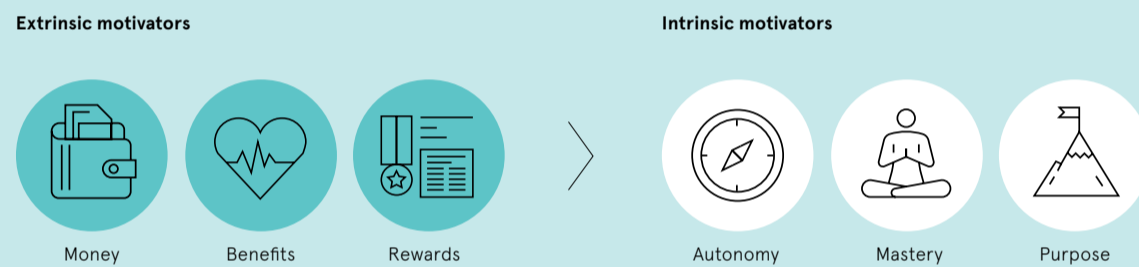 Extrinsic motivators
Intrinsic motivators
Money
Benefits
Rewards
Autonomy
Mastery
Purpose